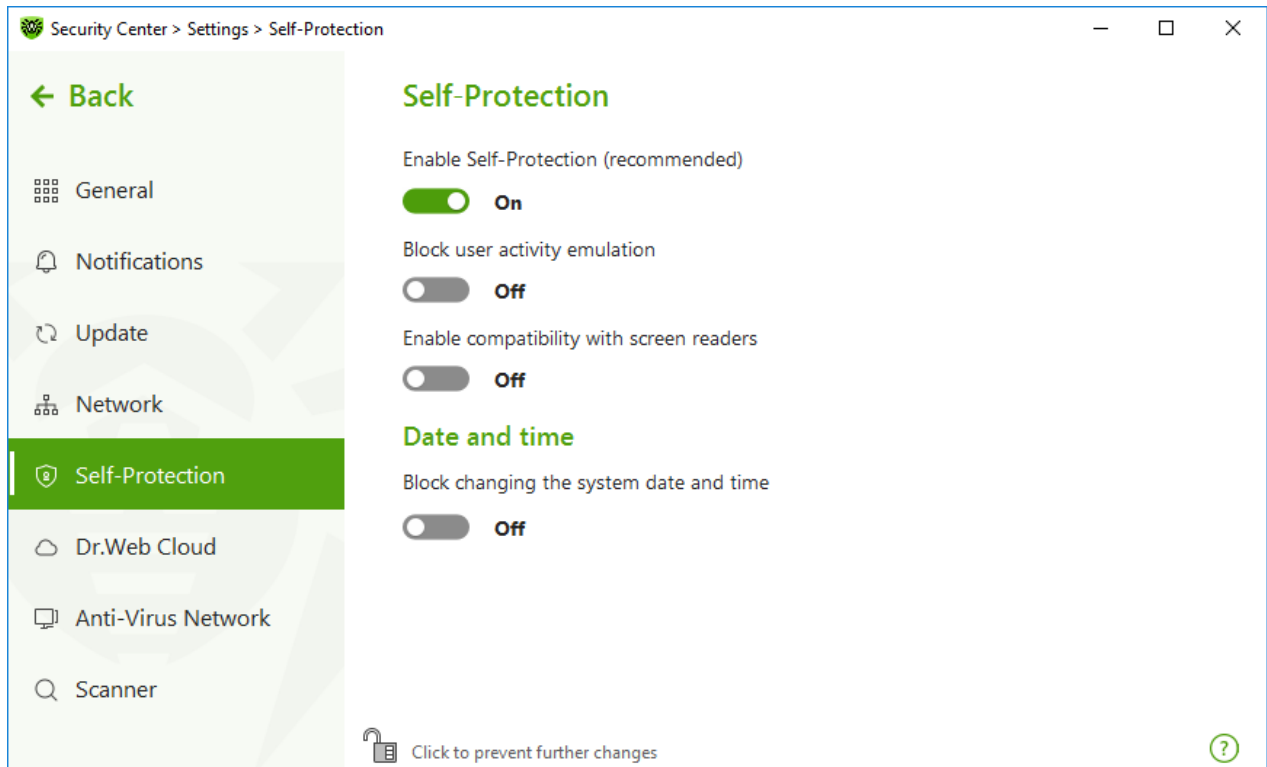 Security Center > Settings > Self-Protection
Back
General
Notifications
Update
Network
Self-Protection
Dr.Web Cloud
Anti-Virus Network
Scanner
Self-Protection
Enable Self-Protection (recommended)
On
Block user activity emulation
Off
Enable compatibility with screen readers
Off
Date and time
Block changing the system date and time
Off
Click to prevent further changes
?